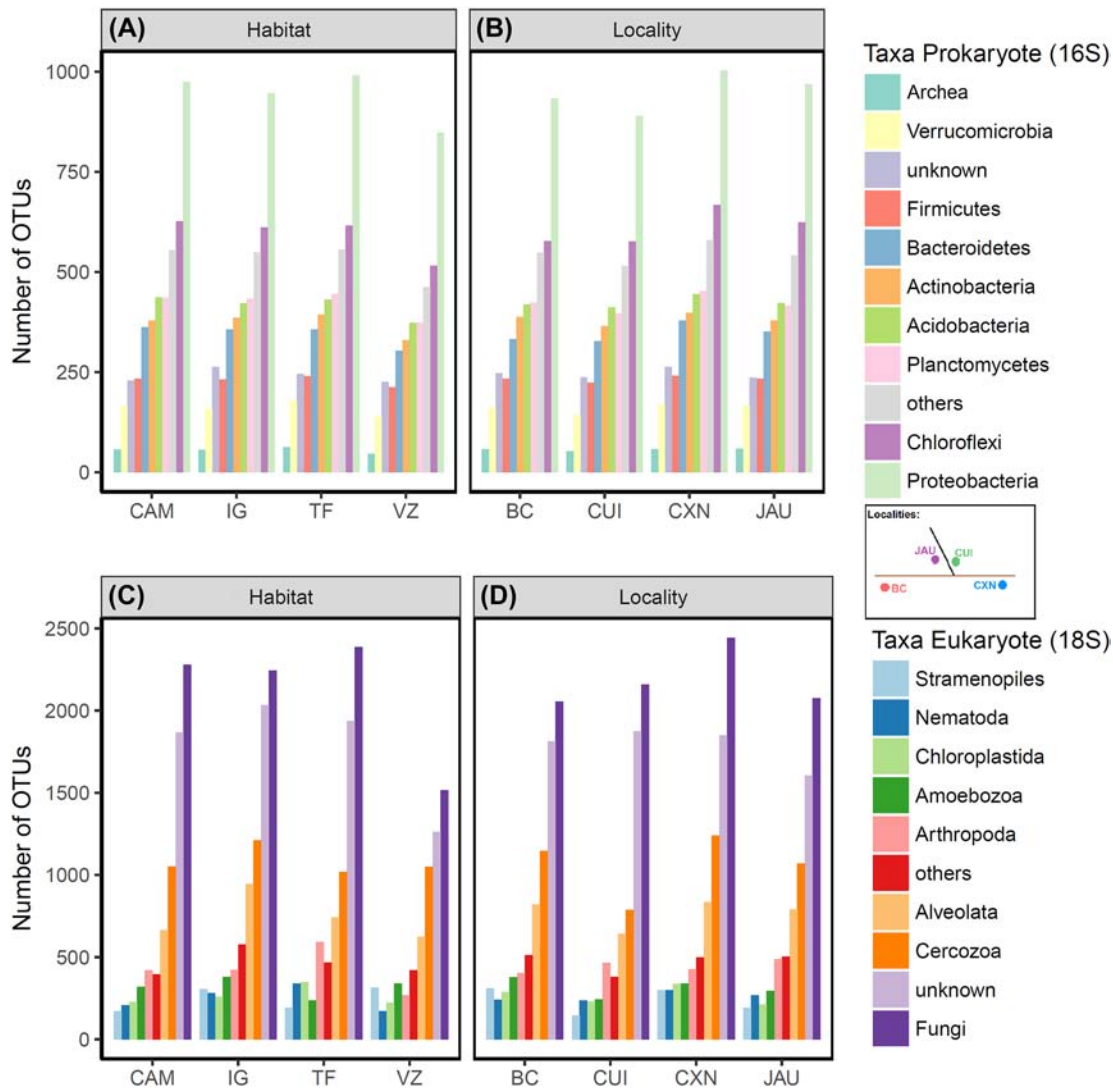 (A) Habitat
(B) Locality
Number of OTUs
1000
750
500
250
0
CAM IG TF VZ
BC CUI CXN JAU
Taxa Prokaryote (16S)
Archea
Verrucomicrobia
unknown
Firmicutes
Bacteroidetes
Actinobacteria
Acidobacteria
Planctomycetes
others
Chloroflexi
Proteobacteria
Localities:
JAU CUI
BC CXN
(C) Habitat
(D) Locality
Number of OTUs
2500
2000
1500
1000
500
0
CAM IG TF VZ
BC CUI CXN JAU
Taxa Eukaryote (18S)
Stramenopiles
Nematoda
Chloroplastida
Amoebozoa
Arthropoda
others
Alveolata
Cercozoa
unknown
Fungi